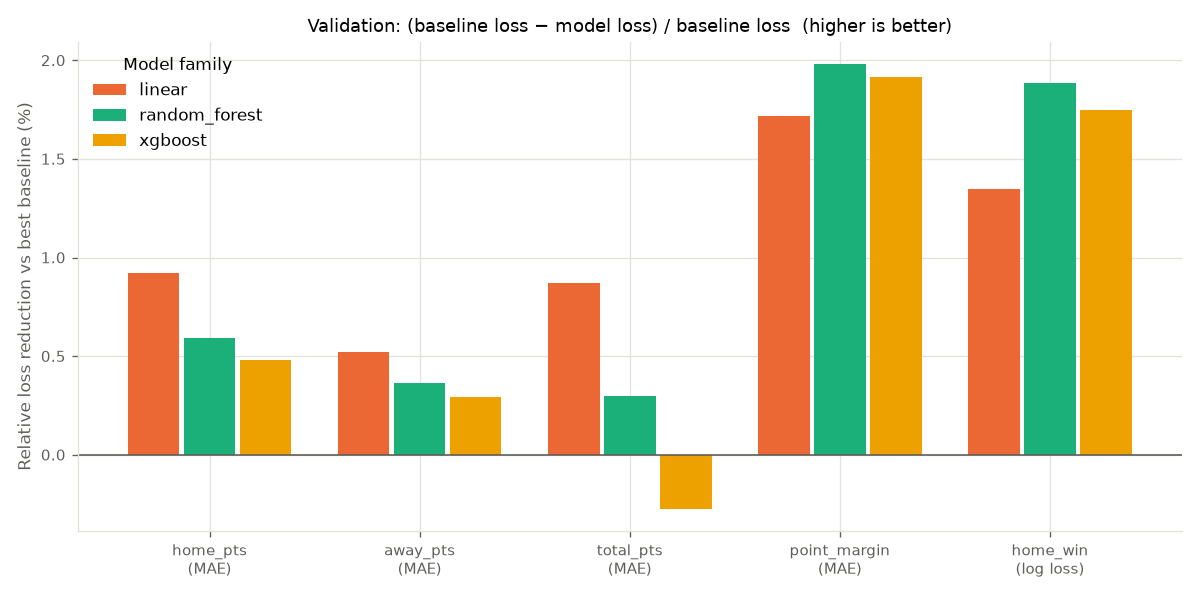 Validation: (baseline loss − model loss) / baseline loss  (higher is better)
Relative loss reduction vs best baseline (%)
2.0
1.5
1.0
0.5
0.0
Model family
linear
random_forest
xgboost
home_pts
(MAE)
away_pts
(MAE)
total_pts
(MAE)
point_margin
(MAE)
home_win
(log loss)